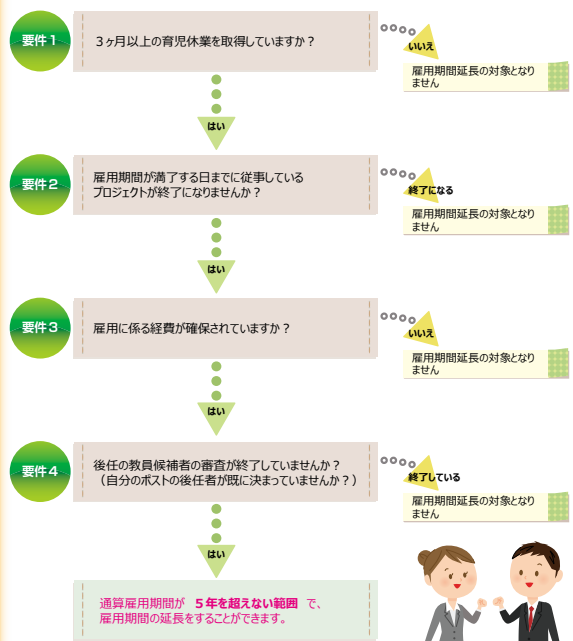 要件１
３ヶ月以上の育児休業を取得していますか？
いいえ
雇用期間延長の対象となり
ません
はい
要件２
雇用期間が満了する日までに従事している
プロジェクトが終了になりませんか？
終了になる
雇用期間延長の対象となり
ません
はい
要件３
雇用に係る経費が確保されていますか？
いいえ
雇用期間延長の対象となり
ません
はい
要件４
後任の教員候補者の審査が終了していませんか？
（自分のポストの後任者が既に決まっていませんか？）
終了している
雇用期間延長の対象となり
ません
はい
通算雇用期間が　５年を超えない範囲　で、
雇用期間の延長をすることができます。